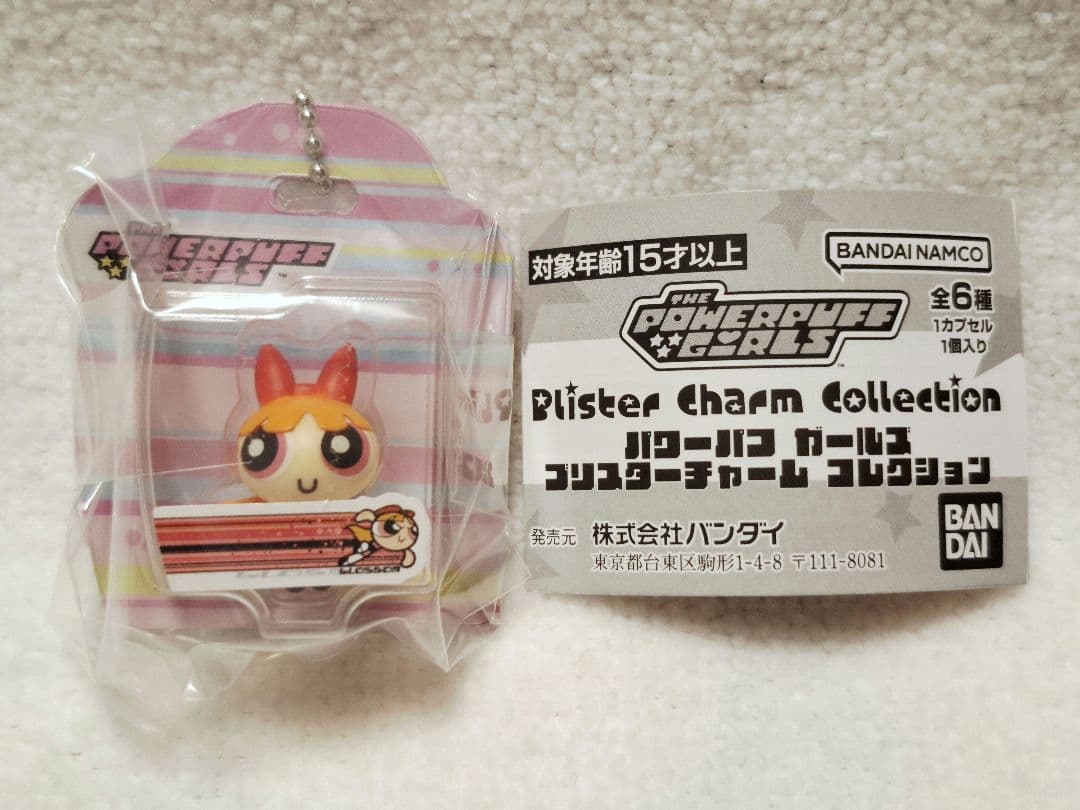 THE
POWERPUFF
GIRLS™
BLOSSOM
対象年齢15才以上
BANDAI NAMCO
THE
POWERPUFF
GIRLS™
全6種
1カプセル
1個入り
Blister Charm Collection
パワーパフ ガールズ
ブリスターチャーム コレクション
発売元 株式会社バンダイ
東京都台東区駒形1-4-8 〒111-8081
BAN
DAI